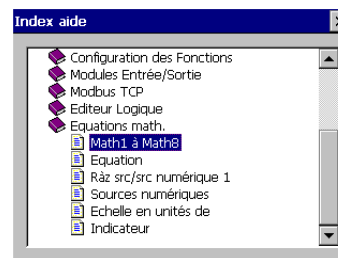 Index aide
Configuration des Fonctions
Modules Entrée/Sortie
Modbus TCP
Editeur Logique
Equations math.
Math1 à Math8
Equation
Ràz src/src numérique 1
Sources numériques
Echelle en unités de
Indicateur